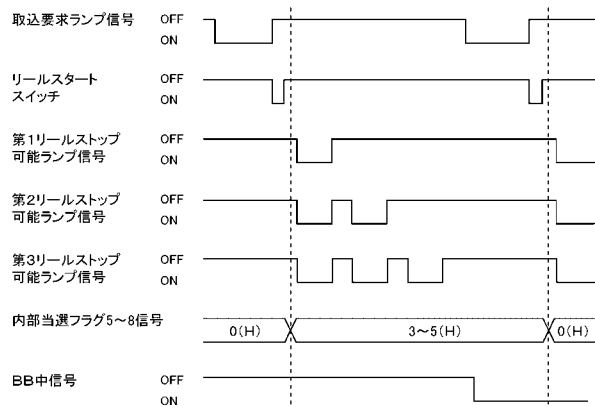 取込要求ランプ信号 OFF
ON
リールスタート OFF
スイッチ ON
第1リールストップ OFF
可能ランプ信号 ON
第2リールストップ OFF
可能ランプ信号 ON
第3リールストップ OFF
可能ランプ信号 ON
内部当選フラグ5～8信号
0(H) 3～5(H) 0(H)
BB中信号 OFF
ON